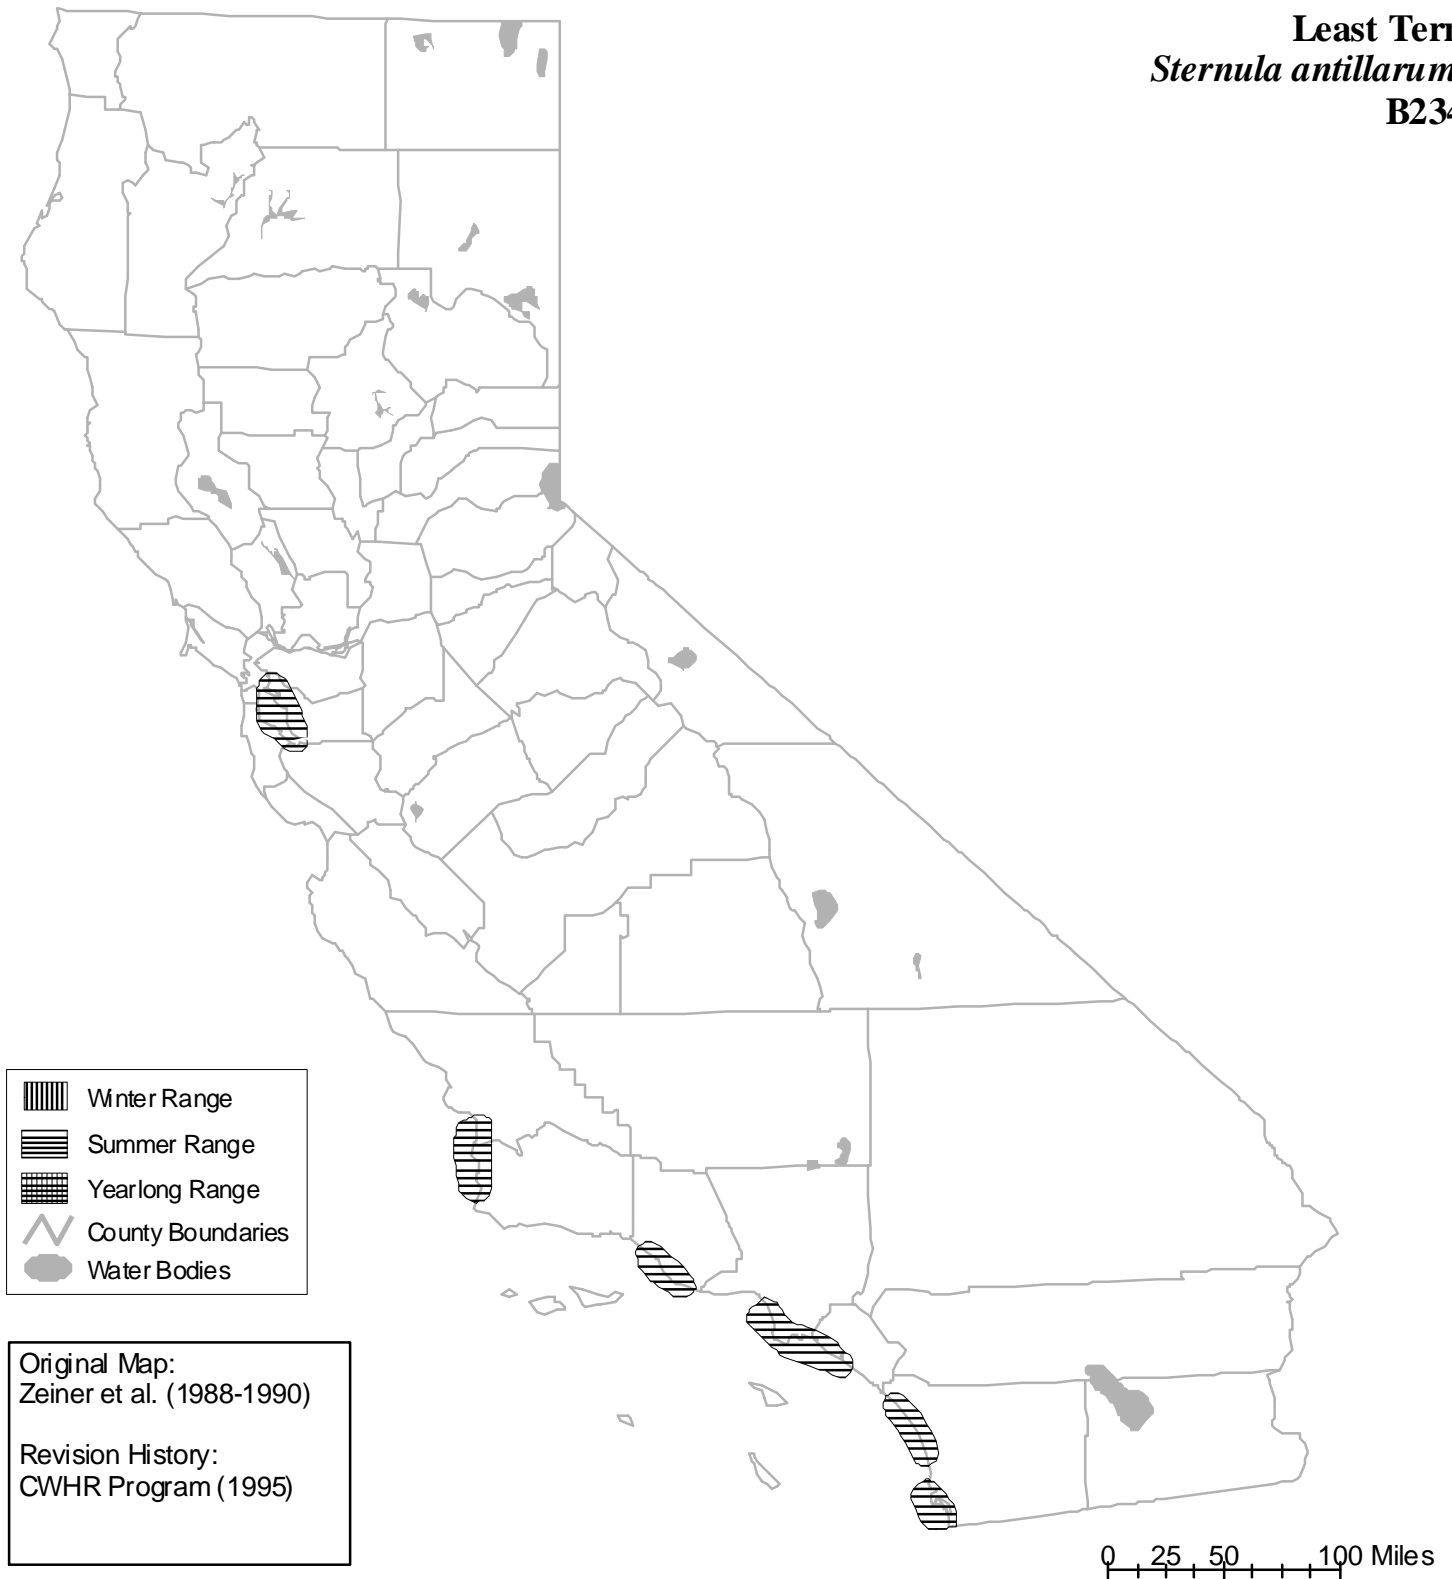 Least Tern
Sternula antillarum
B234
Winter Range
Summer Range
Yearlong Range
County Boundaries
Water Bodies
Original Map:
Zeiner et al. (1988-1990)
Revision History:
CWHR Program (1995)
0 25 50 100 Miles